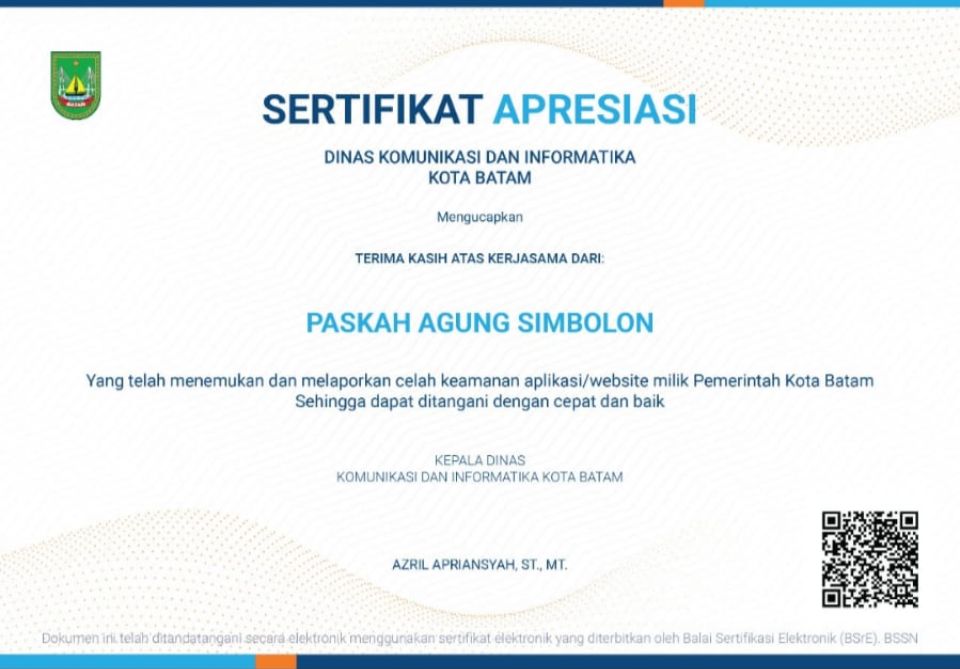 BATAM
SERTIFIKAT APRESIASI
DINAS KOMUNIKASI DAN INFORMATIKA
KOTA BATAM
Mengucapkan
TERIMA KASIH ATAS KERJASAMA DARI:
PASKAH AGUNG SIMBOLON
Yang telah menemukan dan melaporkan celah keamanan aplikasi/website milik Pemerintah Kota Batam
Sehingga dapat ditangani dengan cepat dan baik
KEPALA DINAS
KOMUNIKASI DAN INFORMATIKA KOTA BATAM
AZRIL APRIANSYAH, ST., MT.
Dokumen ini telah ditandatangani secara elektronik menggunakan sertifikat elektronik yang diterbitkan oleh Balai Sertifikasi Elektronik (BSrE). BSSN